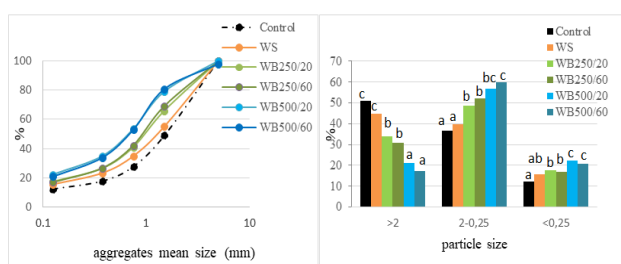 100
80
60
40
20
0
%
0.1
1
10
aggregates mean size (mm)
Control
WS
WB250/20
WB250/60
WB500/20
WB500/60
70
60
50
40
30
20
10
0
%
c
c
b
b
a
a
a
a
b
b
bc
c
a
ab
b
b
c
c
>2
2-0,25
<0,25
particle size
Control
WS
WB250/20
WB250/60
WB500/20
WB500/60